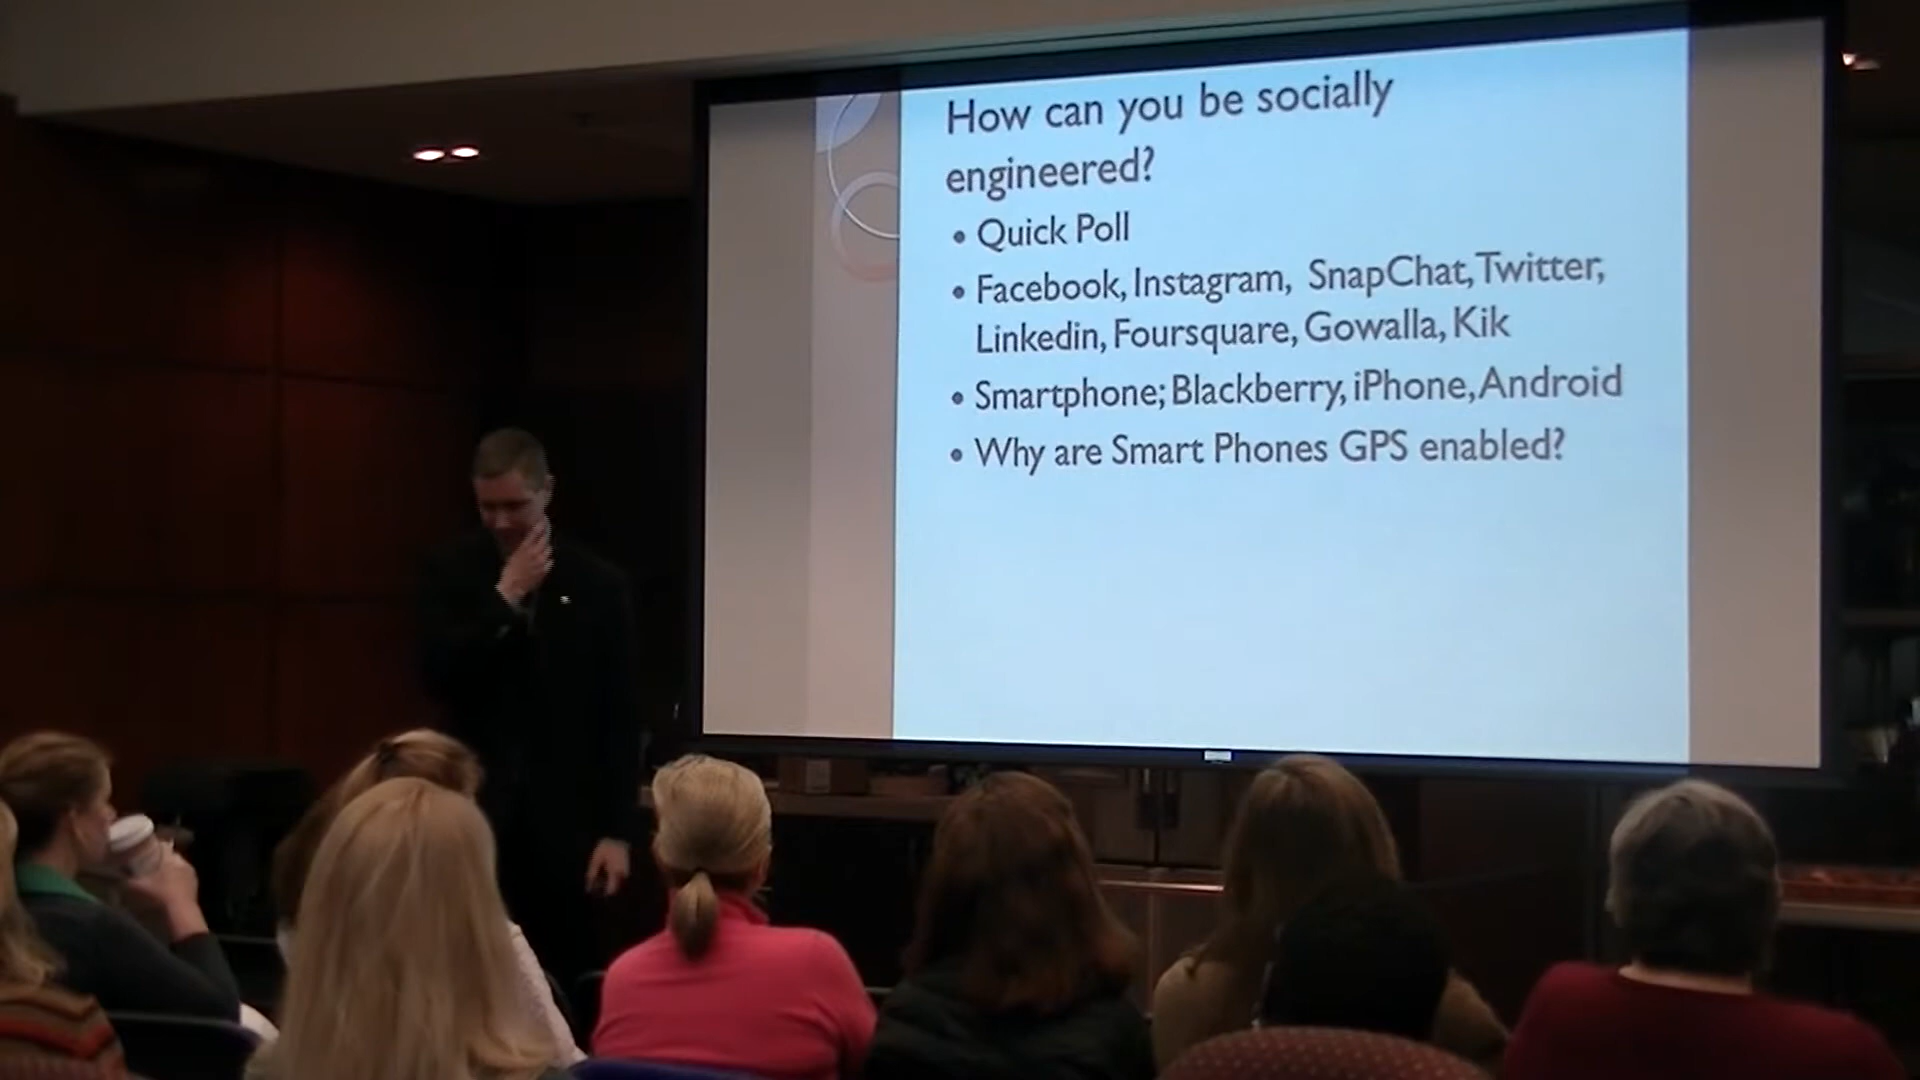 How can you be socially
engineered?
• Quick Poll
• Facebook, Instagram, SnapChat, Twitter,
Linkedin, Foursquare, Gowalla, Kik
• Smartphone; Blackberry, iPhone, Android
• Why are Smart Phones GPS enabled?